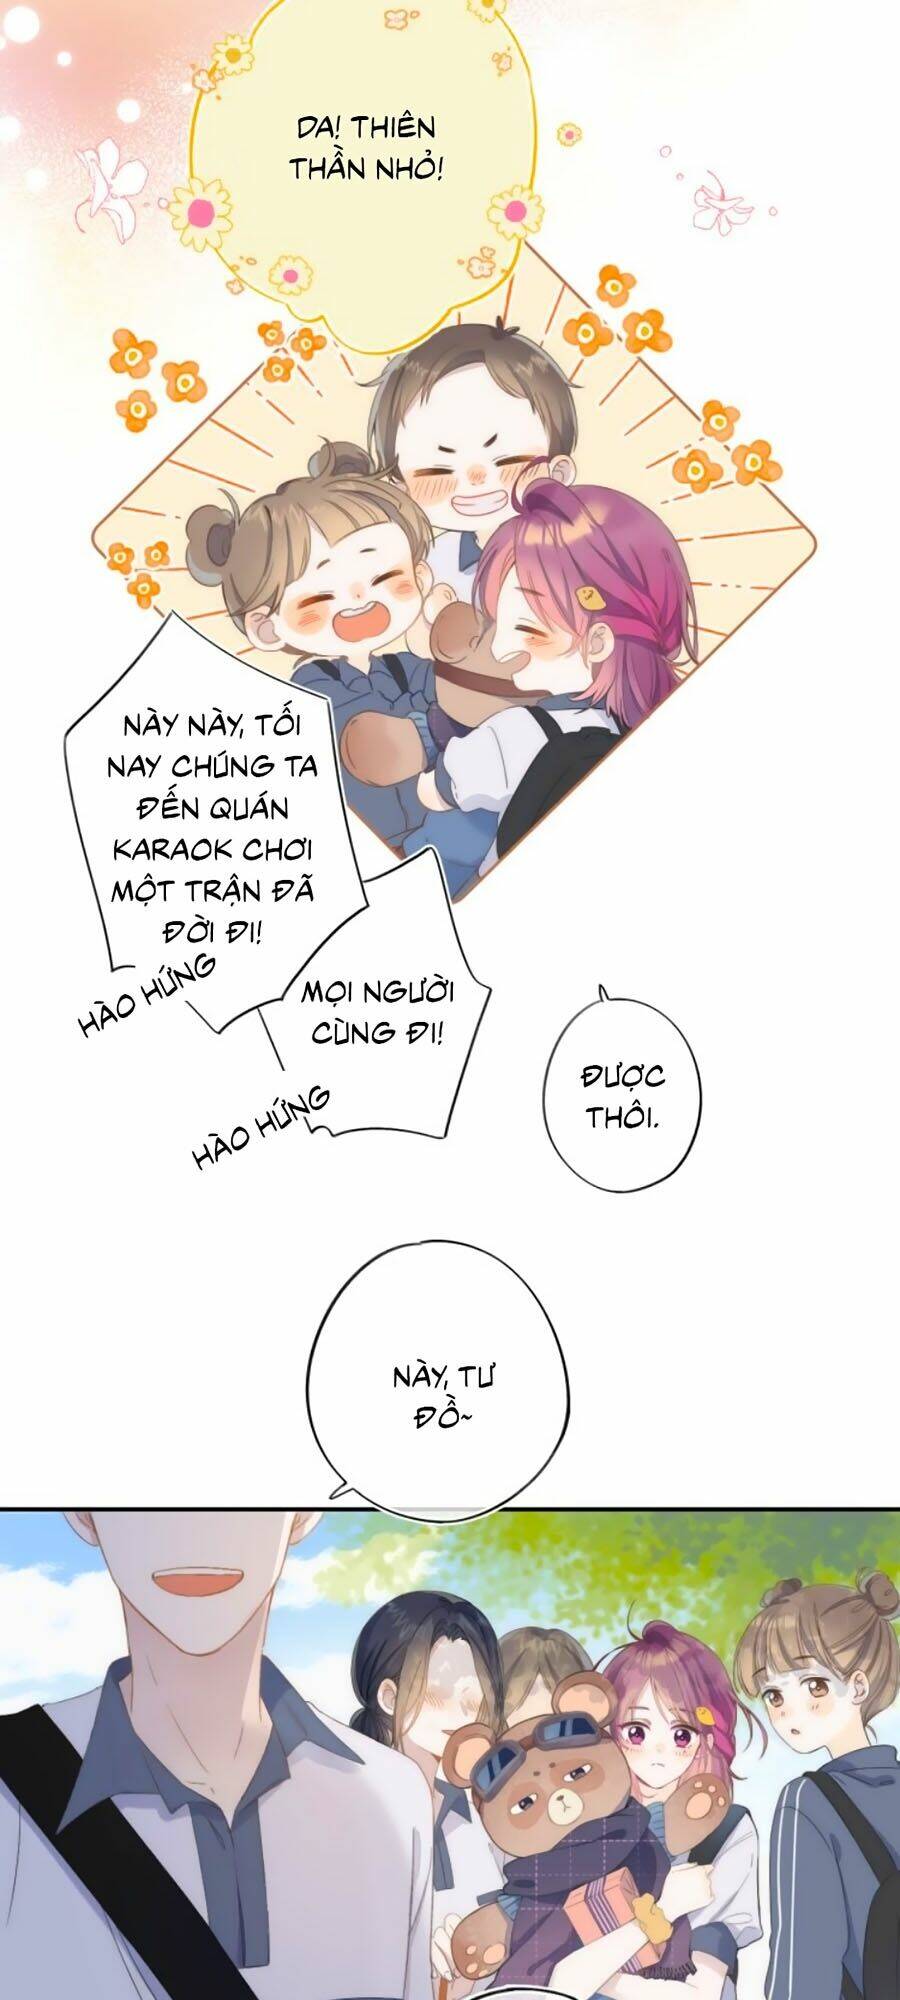 DA! THIÊN
THẦN NHỎ!
NÀY NÀY, TỐI
NAY CHÚNG TA
ĐẾN QUÁN
KARAOK CHƠI
MỘT TRẬN ĐÃ
ĐỜI ĐI!
HÀO HỨNG
MỌI NGƯỜI
CÙNG ĐI!
HÀO HỨNG
ĐƯỢC
THÔI.
NÀY, TƯ
ĐỒ~